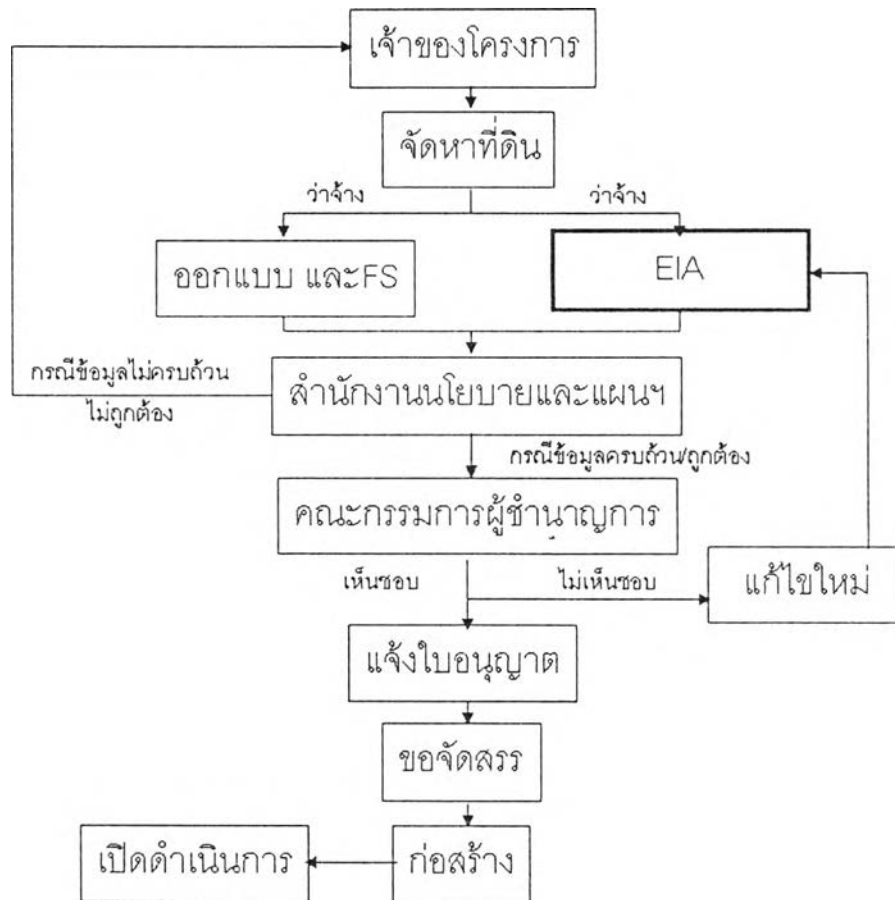 เจ้าของโครงการ
จัดหาที่ดิน
ว่าจ้าง
ว่าจ้าง
ออกแบบ และFS
EIA
กรณีข้อมูลไม่ครบถ้วน
ไม่ถูกต้อง
สำนักงานนโยบายและแผนฯ
กรณีข้อมูลครบถ้วน/ถูกต้อง
คณะกรรมการผู้ชำนาญการ
เห็นชอบ
ไม่เห็นชอบ
แก้ไขใหม่
แจ้งใบอนุญาต
ขอจัดสรร
ก่อสร้าง
เปิดดำเนินการ